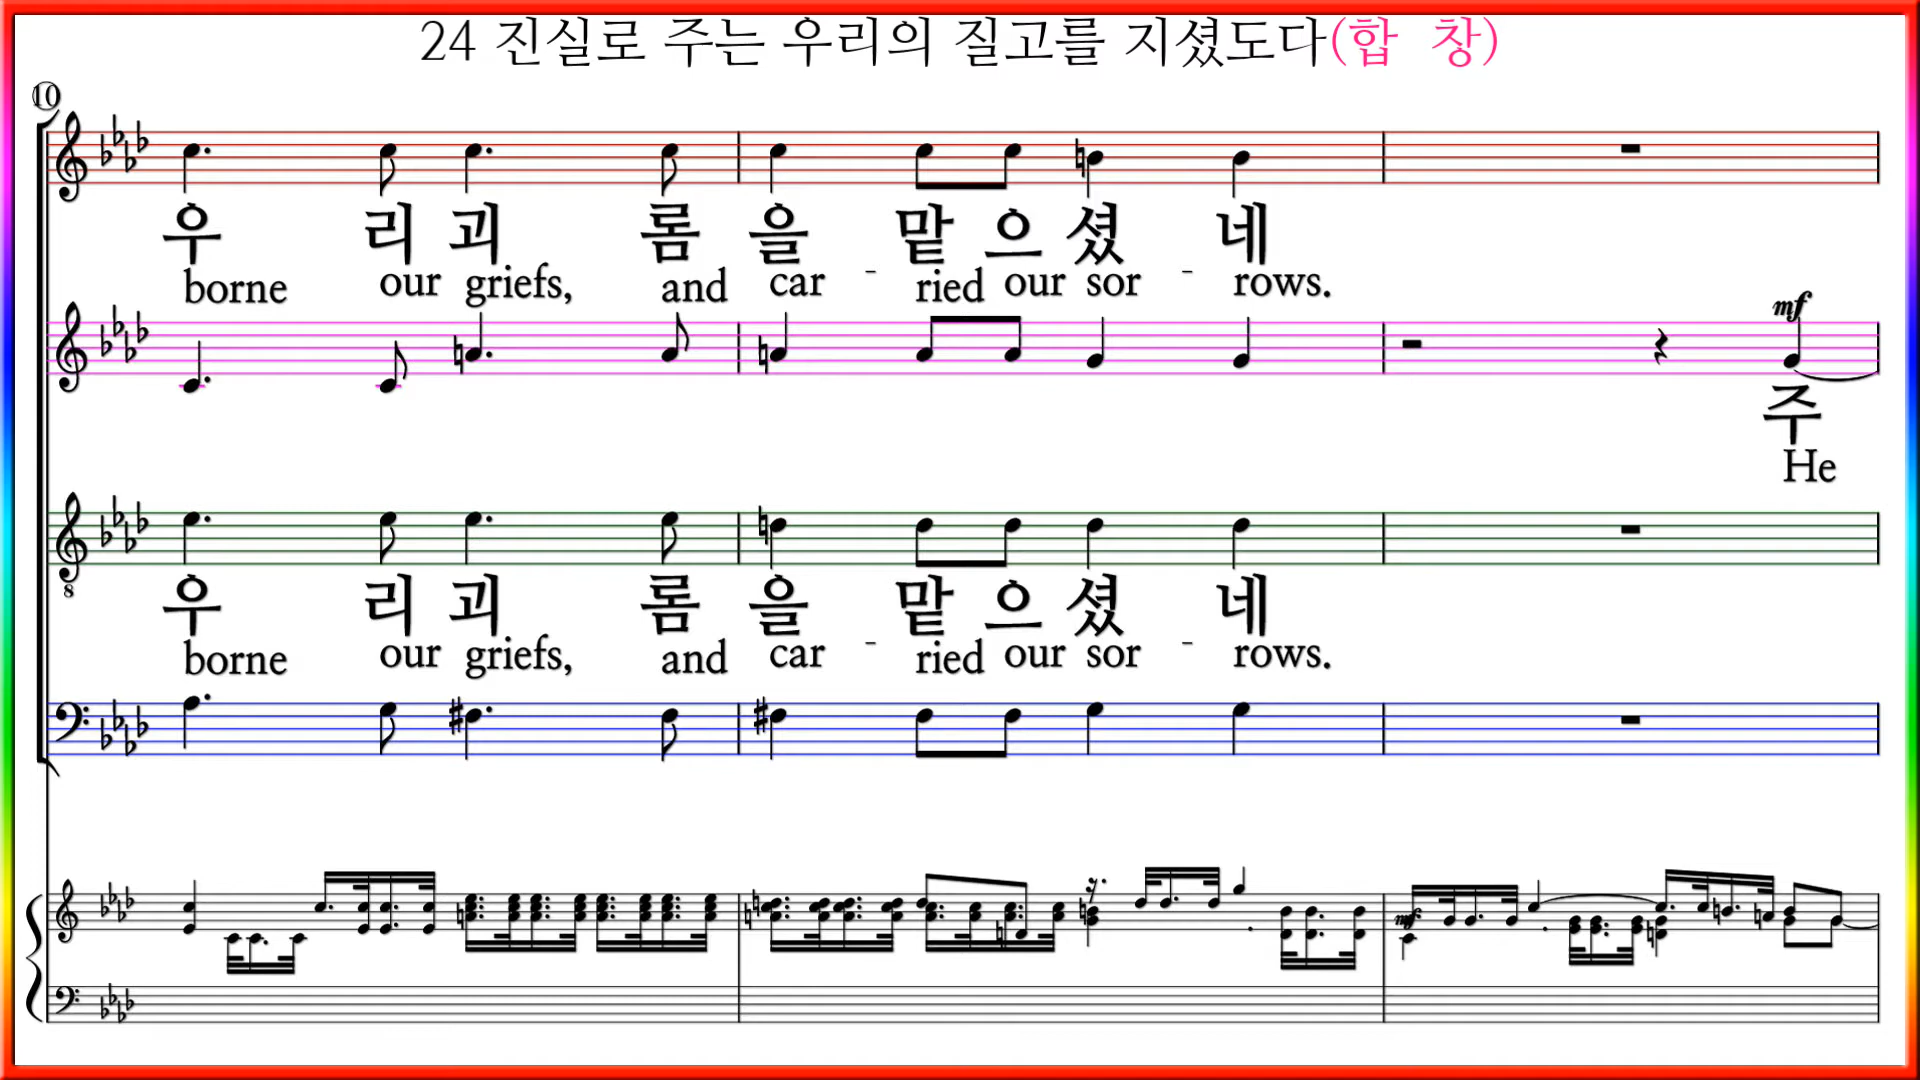 24 진실로 주는 우리의 질고를 지셨도다(합 창)
10
우 리 괴 롬 을 맡 으 셨 네
borne our griefs, and car - ried our sor - rows.
mf
주
He
8
우 리 괴 롬 을 맡 으 셨 네
borne our griefs, and car - ried our sor - rows.
mf